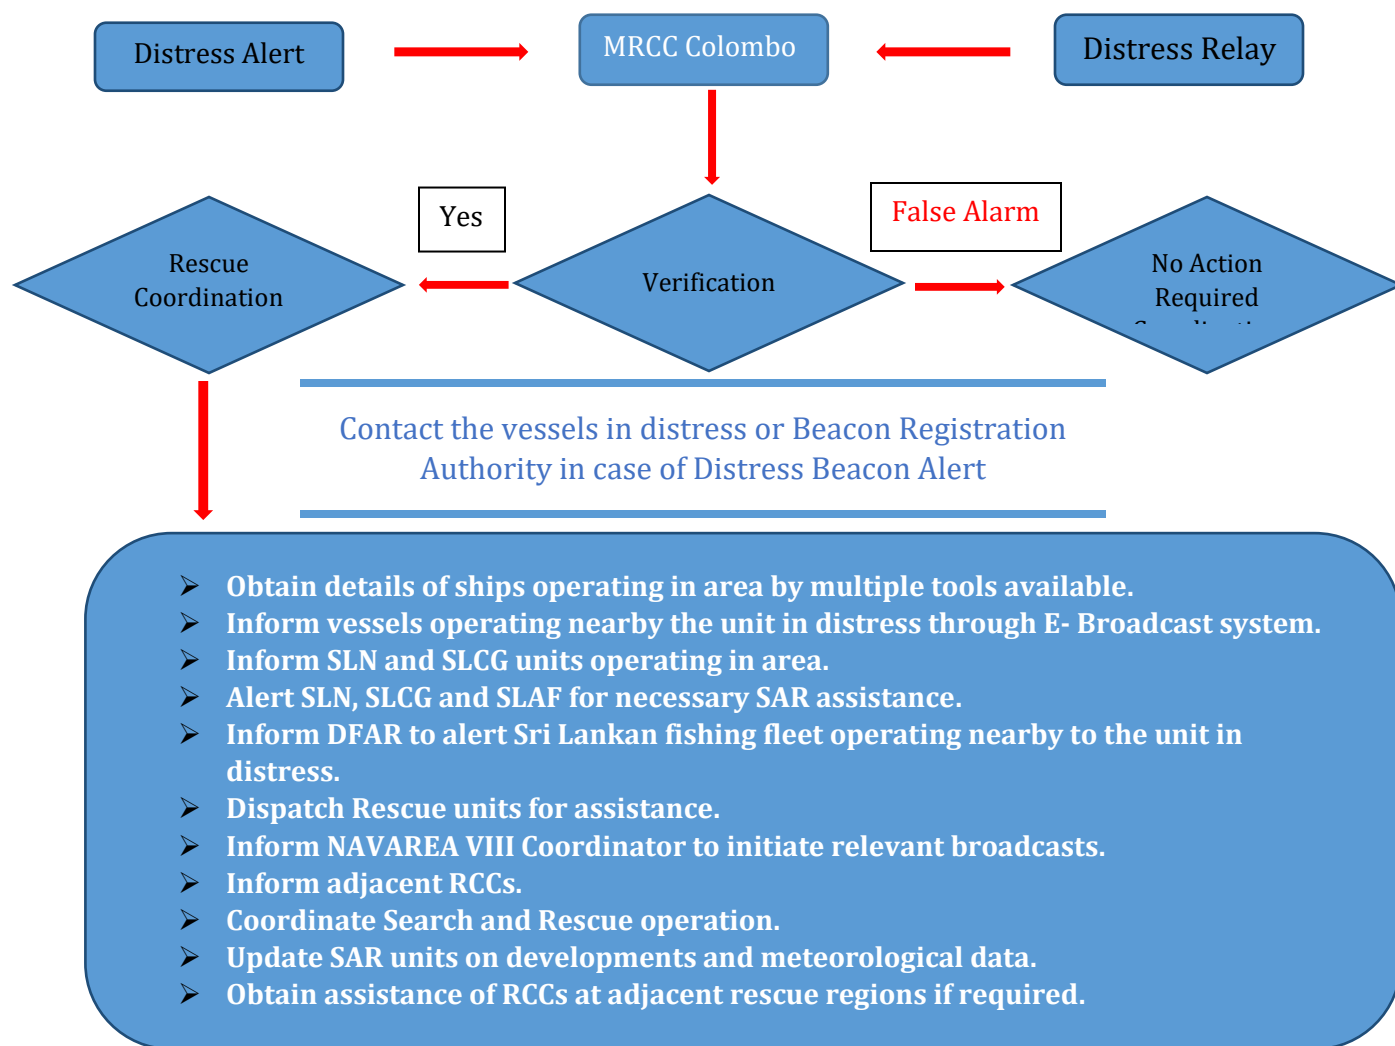 Distress Alert
MRCC Colombo
Distress Relay
Yes
False Alarm
Rescue
Coordination
Verification
No Action
Required
Contact the vessels in distress or Beacon Registration
Authority in case of Distress Beacon Alert
➢ Obtain details of ships operating in area by multiple tools available.
➢ Inform vessels operating nearby the unit in distress through E- Broadcast system.
➢ Inform SLN and SLCG units operating in area.
➢ Alert SLN, SLCG and SLAF for necessary SAR assistance.
➢ Inform DFAR to alert Sri Lankan fishing fleet operating nearby to the unit in
distress.
➢ Dispatch Rescue units for assistance.
➢ Inform NAVAREA VIII Coordinator to initiate relevant broadcasts.
➢ Inform adjacent RCCs.
➢ Coordinate Search and Rescue operation.
➢ Update SAR units on developments and meteorological data.
➢ Obtain assistance of RCCs at adjacent rescue regions if required.